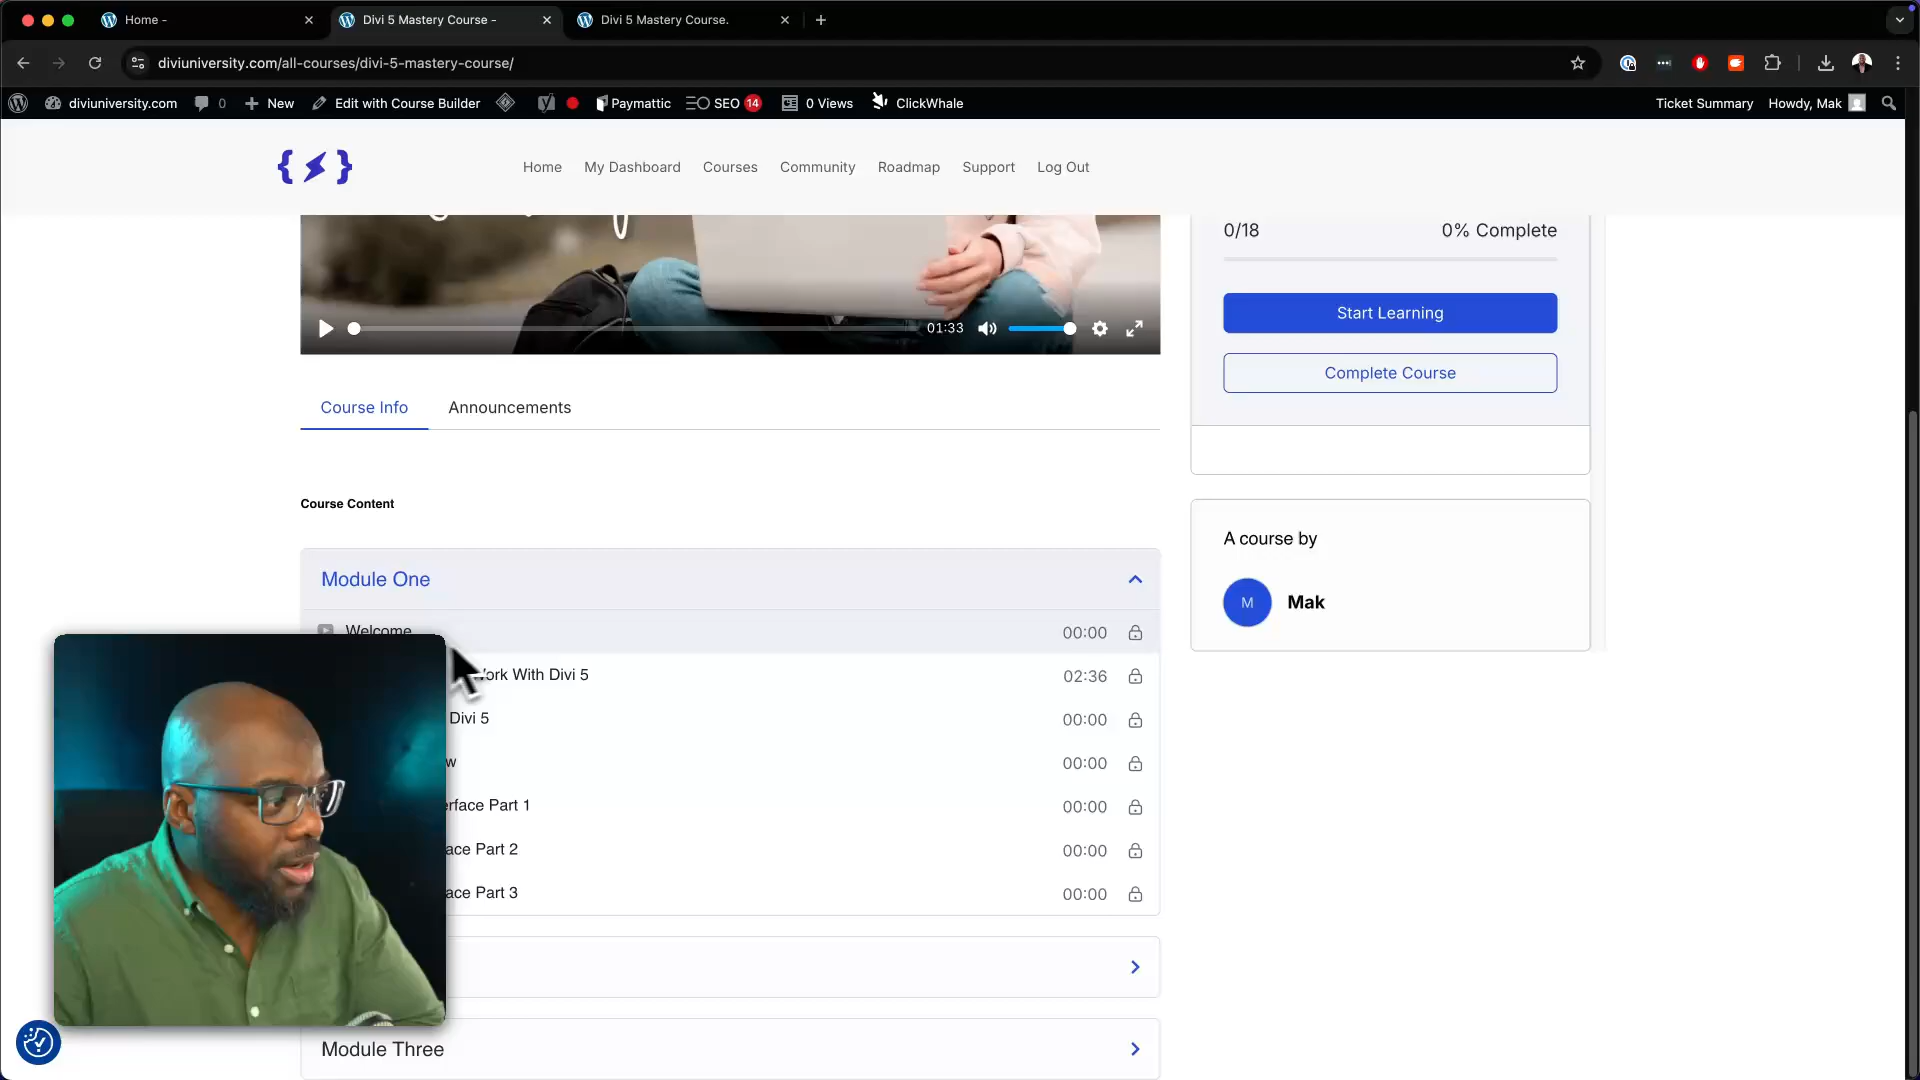 Home -
Divi 5 Mastery Course -
Divi 5 Mastery Course.
diviuniversity.com/all-courses/divi-5-mastery-course/
diviuniversity.com 0 New Edit with Course Builder Paymattic SEO 14 0 Views ClickWhale Ticket Summary Howdy, Mak
Home My Dashboard Courses Community Roadmap Support Log Out
0/18 0% Complete
01:33
Start Learning
Complete Course
Course Info Announcements
Course Content
A course by
M Mak
Module One
Welcome 00:00
With Divi 5 02:36
Divi 5 00:00
00:00
Part 1 00:00
Part 2 00:00
Part 3 00:00
Module Three